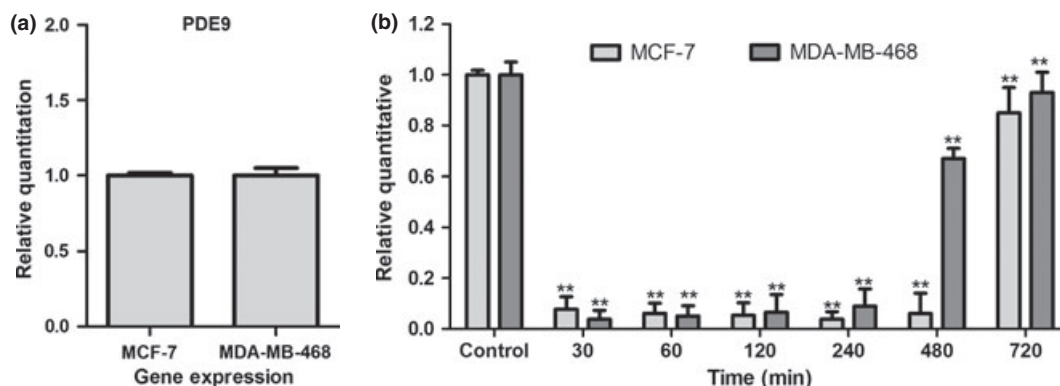 (a)
PDE9
Relative quantitation
2.0
1.5
1.0
0.5
0.0
MCF-7 MDA-MB-468
Gene expression
(b)
MCF-7 MDA-MB-468
Relative quantitative
1.0
0.8
0.6
0.4
0.2
0.0
** ** ** ** ** ** ** ** ** ** ** **
Control 30 60 120 240 480 720
Time (min)